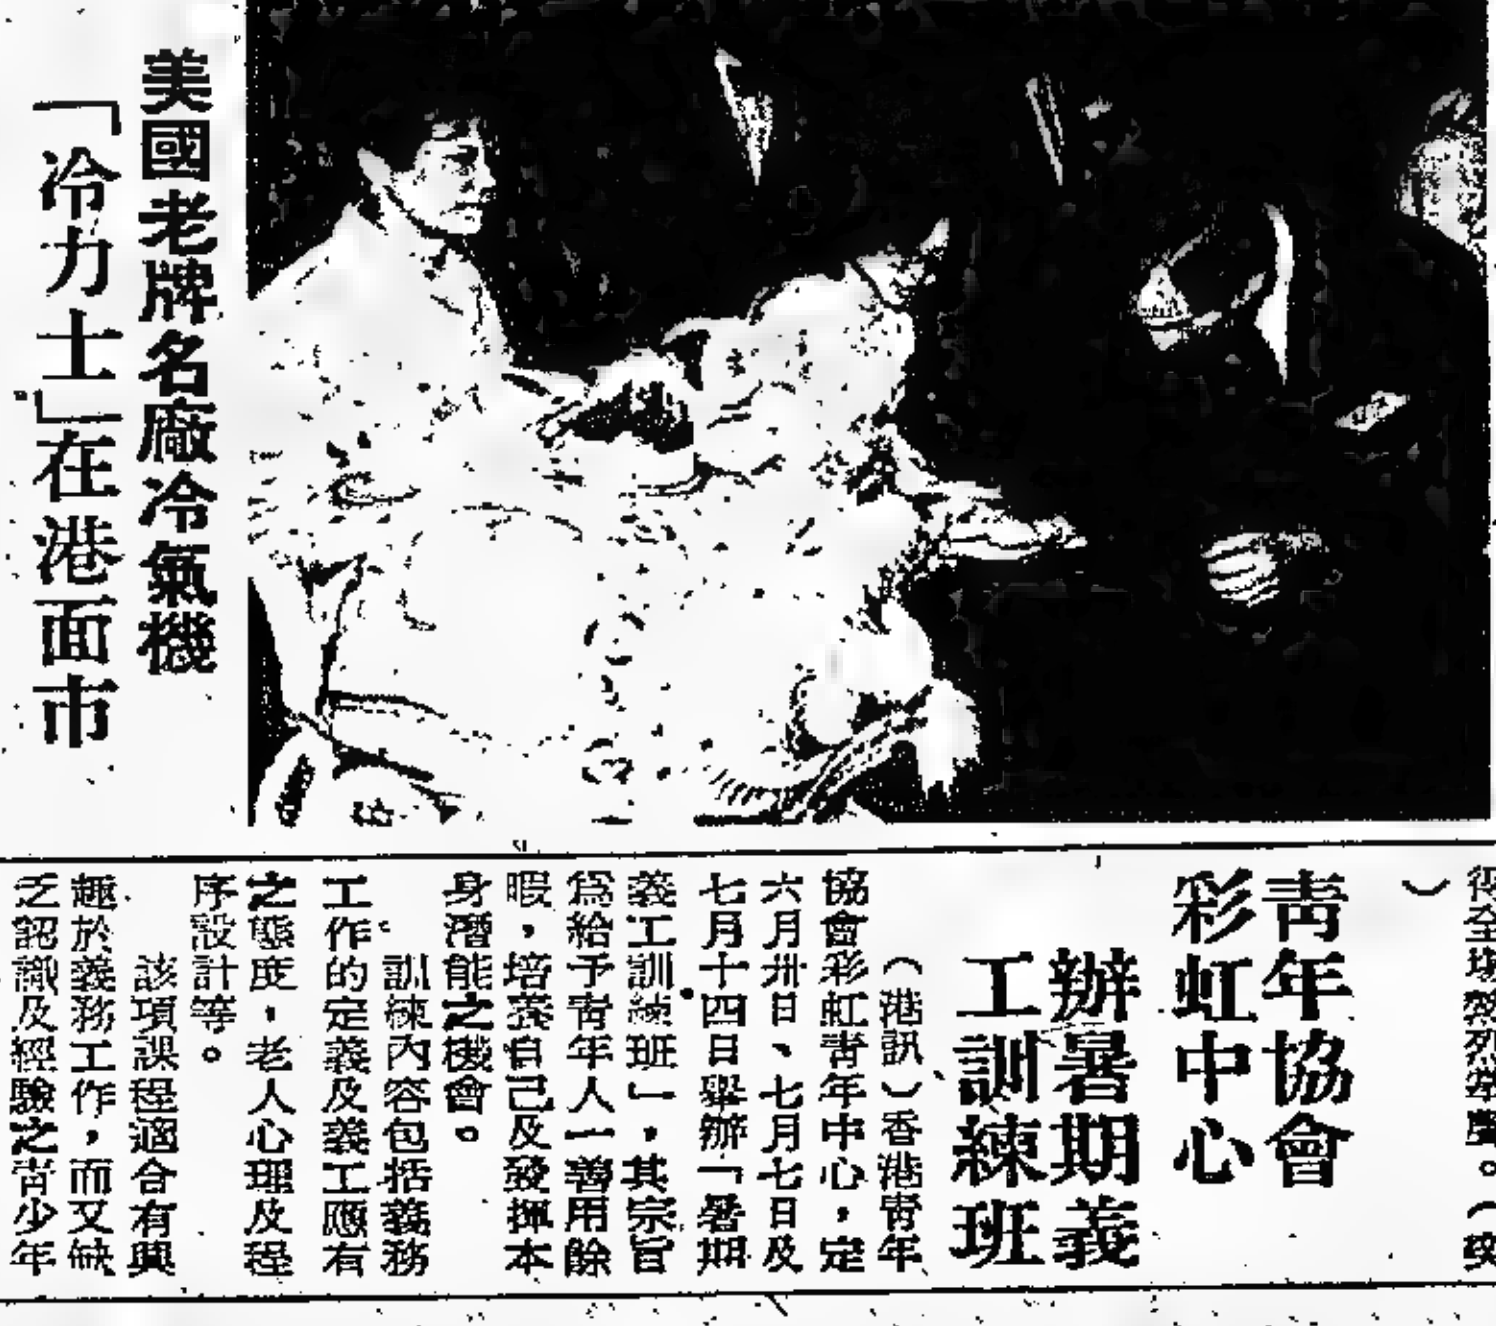 得全場熱烈掌聲。（
）
青年協會
彩虹中心
辦暑期義
工訓練班
（港訊）香港青年
協會彩虹青年中心，定
六月卅日、七月七日及
七月十四日舉辦「暑期
義工訓練班」，其宗旨
爲給予青年人一善用餘
暇，培養自己及發揮本
身潛能之機會。
訓練內容包括義務
工作的定義及義工應有
之態度，老人心理及程
序設計等。
該項課程適合有興
趣於義務工作，而又缺
乏認識及經驗之青少年
美國老牌名廠冷氣機
「冷力士」在港面市